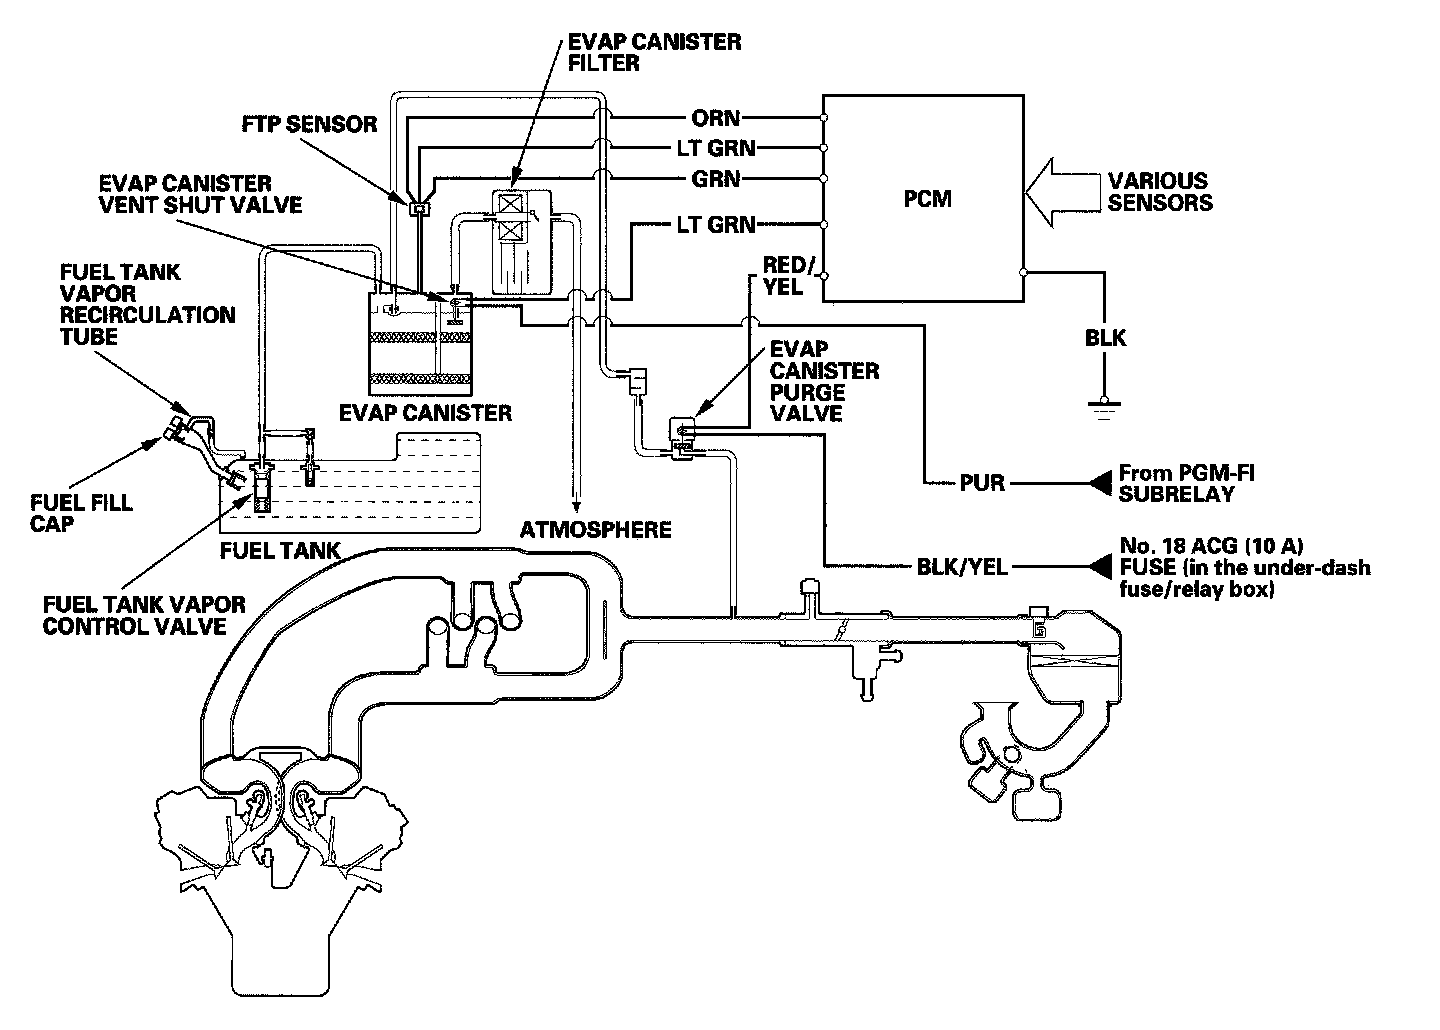 EVAP CANISTER
FILTER
FTP SENSOR
ORN
LT GRN
GRN
LT GRN
EVAP CANISTER
VENT SHUT VALVE
PCM
VARIOUS
SENSORS
FUEL TANK
VAPOR
RECIRCULATION
TUBE
RED/
YEL
BLK
EVAP
CANISTER
PURGE
VALVE
EVAP CANISTER
FUEL FILL
CAP
PUR
From PGM-FI
SUBRELAY
ATMOSPHERE
FUEL TANK
BLK/YEL
No. 18 ACG (10 A)
FUSE (in the under-dash
fuse/relay box)
FUEL TANK VAPOR
CONTROL VALVE